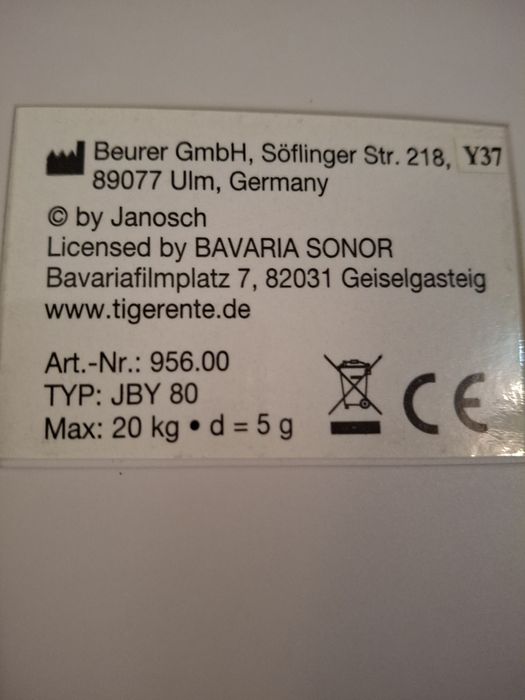 Beurer GmbH, Söflinger Str. 218, Y37
89077 Ulm, Germany
© by Janosch
Licensed by BAVARIA SONOR
Bavariafilmplatz 7, 82031 Geiselgasteig
www.tigerente.de
Art.-Nr.: 956.00
TYP: JBY 80
Max: 20 kg • d = 5 g
CE